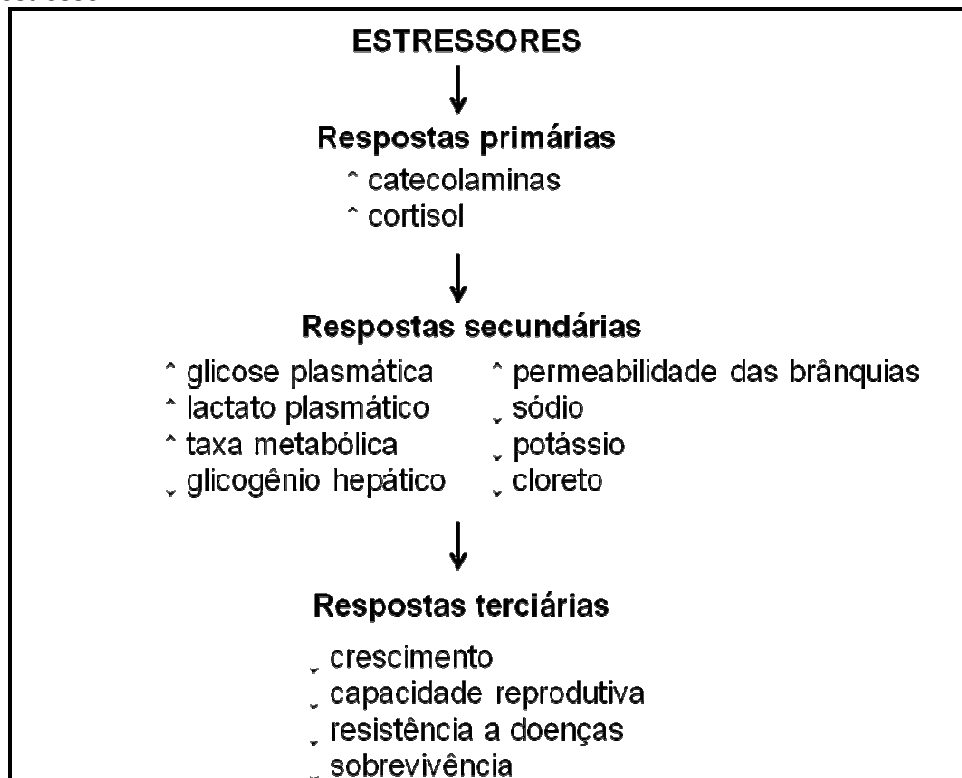 ESTRESSORES
Respostas primárias
catecolaminas
cortisol
Respostas secundárias
glicose plasmática
lactato plasmático
taxa metabólica
glicogênio hepático
permeabilidade das brânquias
sódio
potássio
cloreto
Respostas terciárias
crescimento
capacidade reprodutiva
resistência a doenças
sobrevivência